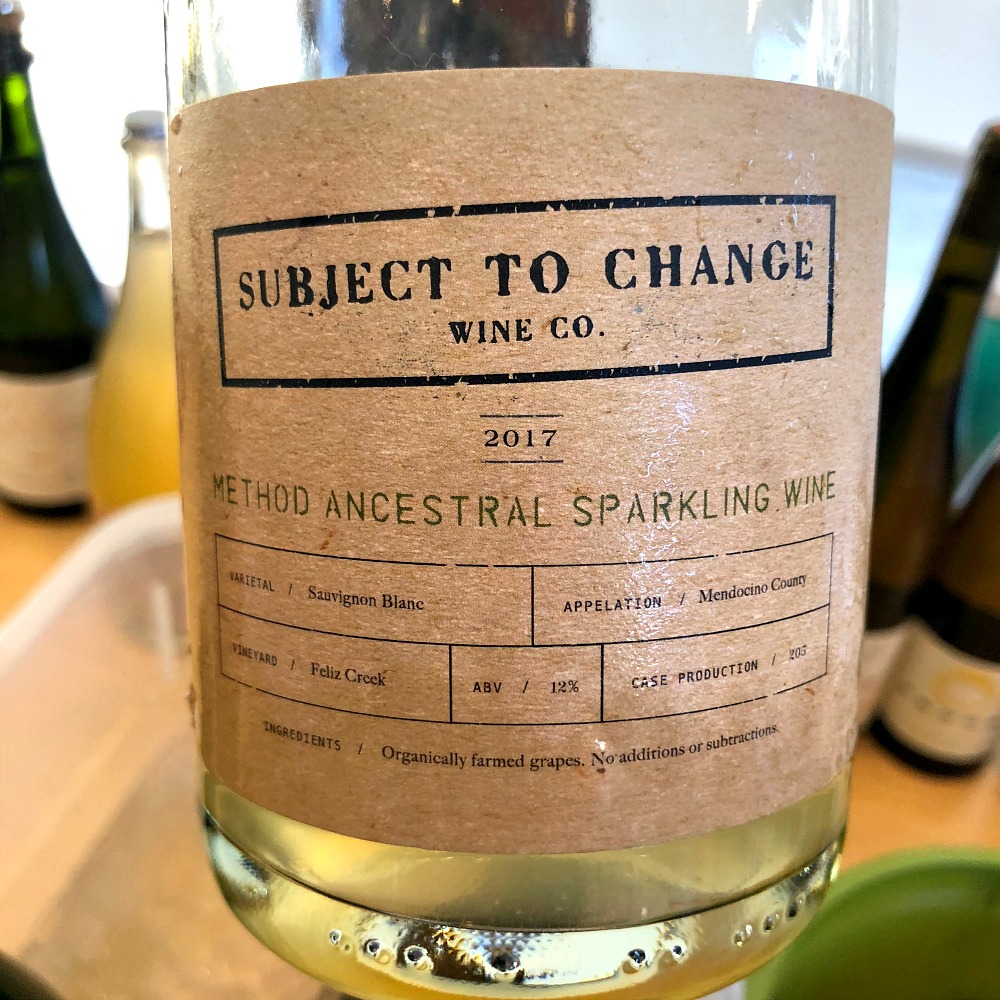 SUBJECT TO CHANGE
WINE CO.
2017
METHOD ANCESTRAL SPARKLING WINE
VARIETAL / Sauvignon Blanc
APPELATION / Mendocino County
VINEYARD / Feliz Creek
ABV / 12%
CASE PRODUCTION / 205
INGREDIENTS / Organically farmed grapes. No additions or subtractions.